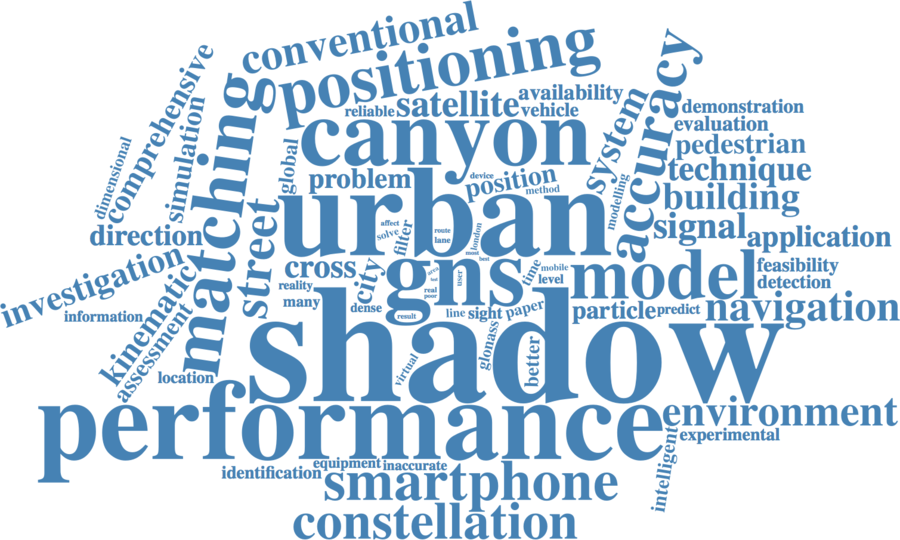 conventional
positioning
comprehensive
matching
simulation
dimensional
reliable
satellite
availability
vehicle
canyon
system
accuracy
demonstration
evaluation
pedestrian
technique
building
signal
application
global
problem
device
position
method
modelling
urban
direction
street
affect
solve
filter
route
lane
london
most
best
investigation
information
kinematic
assessment
location
cross
city
reality
many
dense
gnss
area
real
poor
user
time
mobile
level
model
feasibility
detection
particle
predict
navigation
result
line
sight
paper
shadow
virtual
glonass
better
performance
environment
experimental
intelligent
identification
equipment
inaccurate
smartphone
constellation